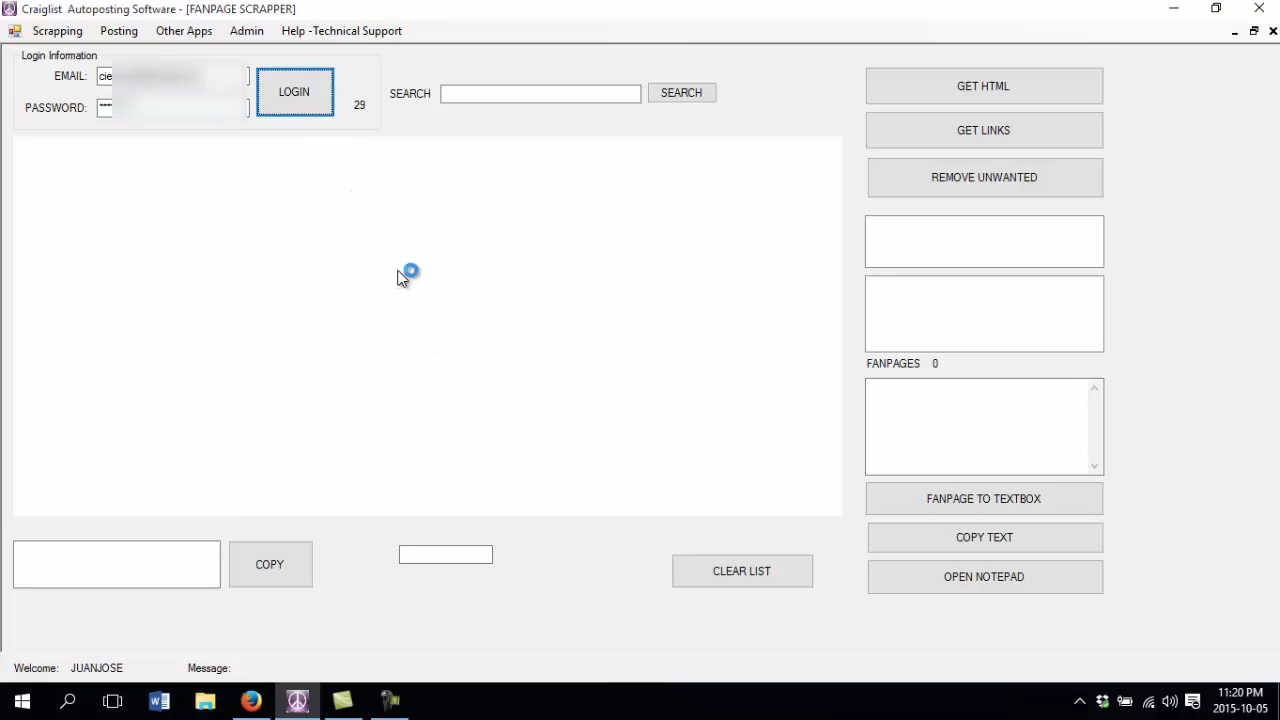 Craiglist Autoposting Software - [FANPAGE SCRAPPER]
Scrapping Posting Other Apps Admin Help -Technical Support
Login Information
EMAIL: cie
PASSWORD: ****
LOGIN
29
SEARCH
SEARCH
GET HTML
GET LINKS
REMOVE UNWANTED
FANPAGES 0
FANPAGE TO TEXTBOX
COPY TEXT
OPEN NOTEPAD
COPY
CLEAR LIST
Welcome: JUANJOSE Message:
11:20 PM
2015-10-05